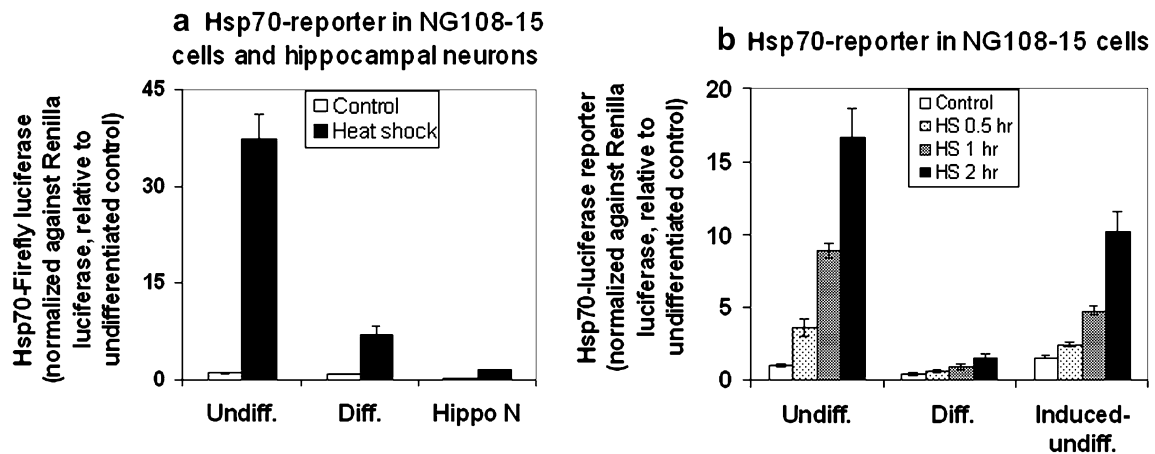 a Hsp70-reporter in NG108-15
cells and hippocampal neurons
Hsp70-Firefly luciferase
(normalized against Renilla
luciferase, relative to
undifferentiated control)
45
30
15
0
Control
Heat shock
Undiff.
Diff.
Hippo N
b Hsp70-reporter in NG108-15 cells
Hsp70-luciferase reporter
(normalized against Renilla
luciferase, relative to
undifferentiated control)
20
15
10
5
0
Control
HS 0.5 hr
HS 1 hr
HS 2 hr
Undiff.
Diff.
Induced-
undiff.